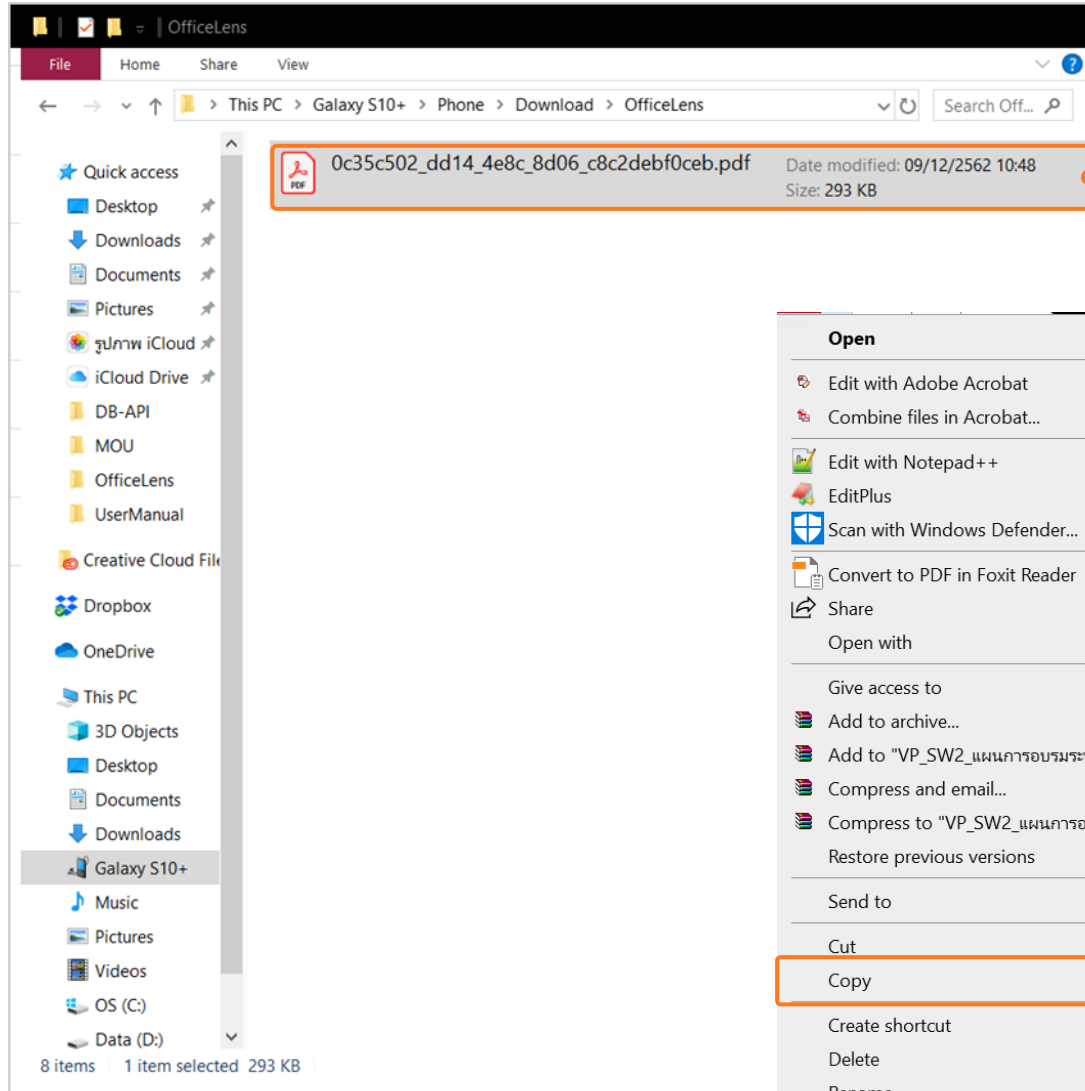 OfficeLens
File Home Share View
This PC > Galaxy S10+ > Phone > Download > OfficeLens
Search Off...
Quick access
Desktop
Downloads
Documents
Pictures
รูปภาพ iCloud
iCloud Drive
DB-API
MOU
OfficeLens
UserManual
Creative Cloud File
Dropbox
OneDrive
This PC
3D Objects
Desktop
Documents
Downloads
Galaxy S10+
Music
Pictures
Videos
OS (C:)
Data (D:)
8 items 1 item selected 293 KB
PDF
0c35c502_dd14_4e8c_8d06_c8c2debf0ceb.pdf
Date modified: 09/12/2562 10:48
Size: 293 KB
Open
Edit with Adobe Acrobat
Combine files in Acrobat...
Edit with Notepad++
EditPlus
Scan with Windows Defender...
Convert to PDF in Foxit Reader
Share
Open with
Give access to
Add to archive...
Add to "VP_SW2_แผนการอบรมระ
Compress and email...
Compress to "VP_SW2_แผนการอ
Restore previous versions
Send to
Cut
Copy
Create shortcut
Delete